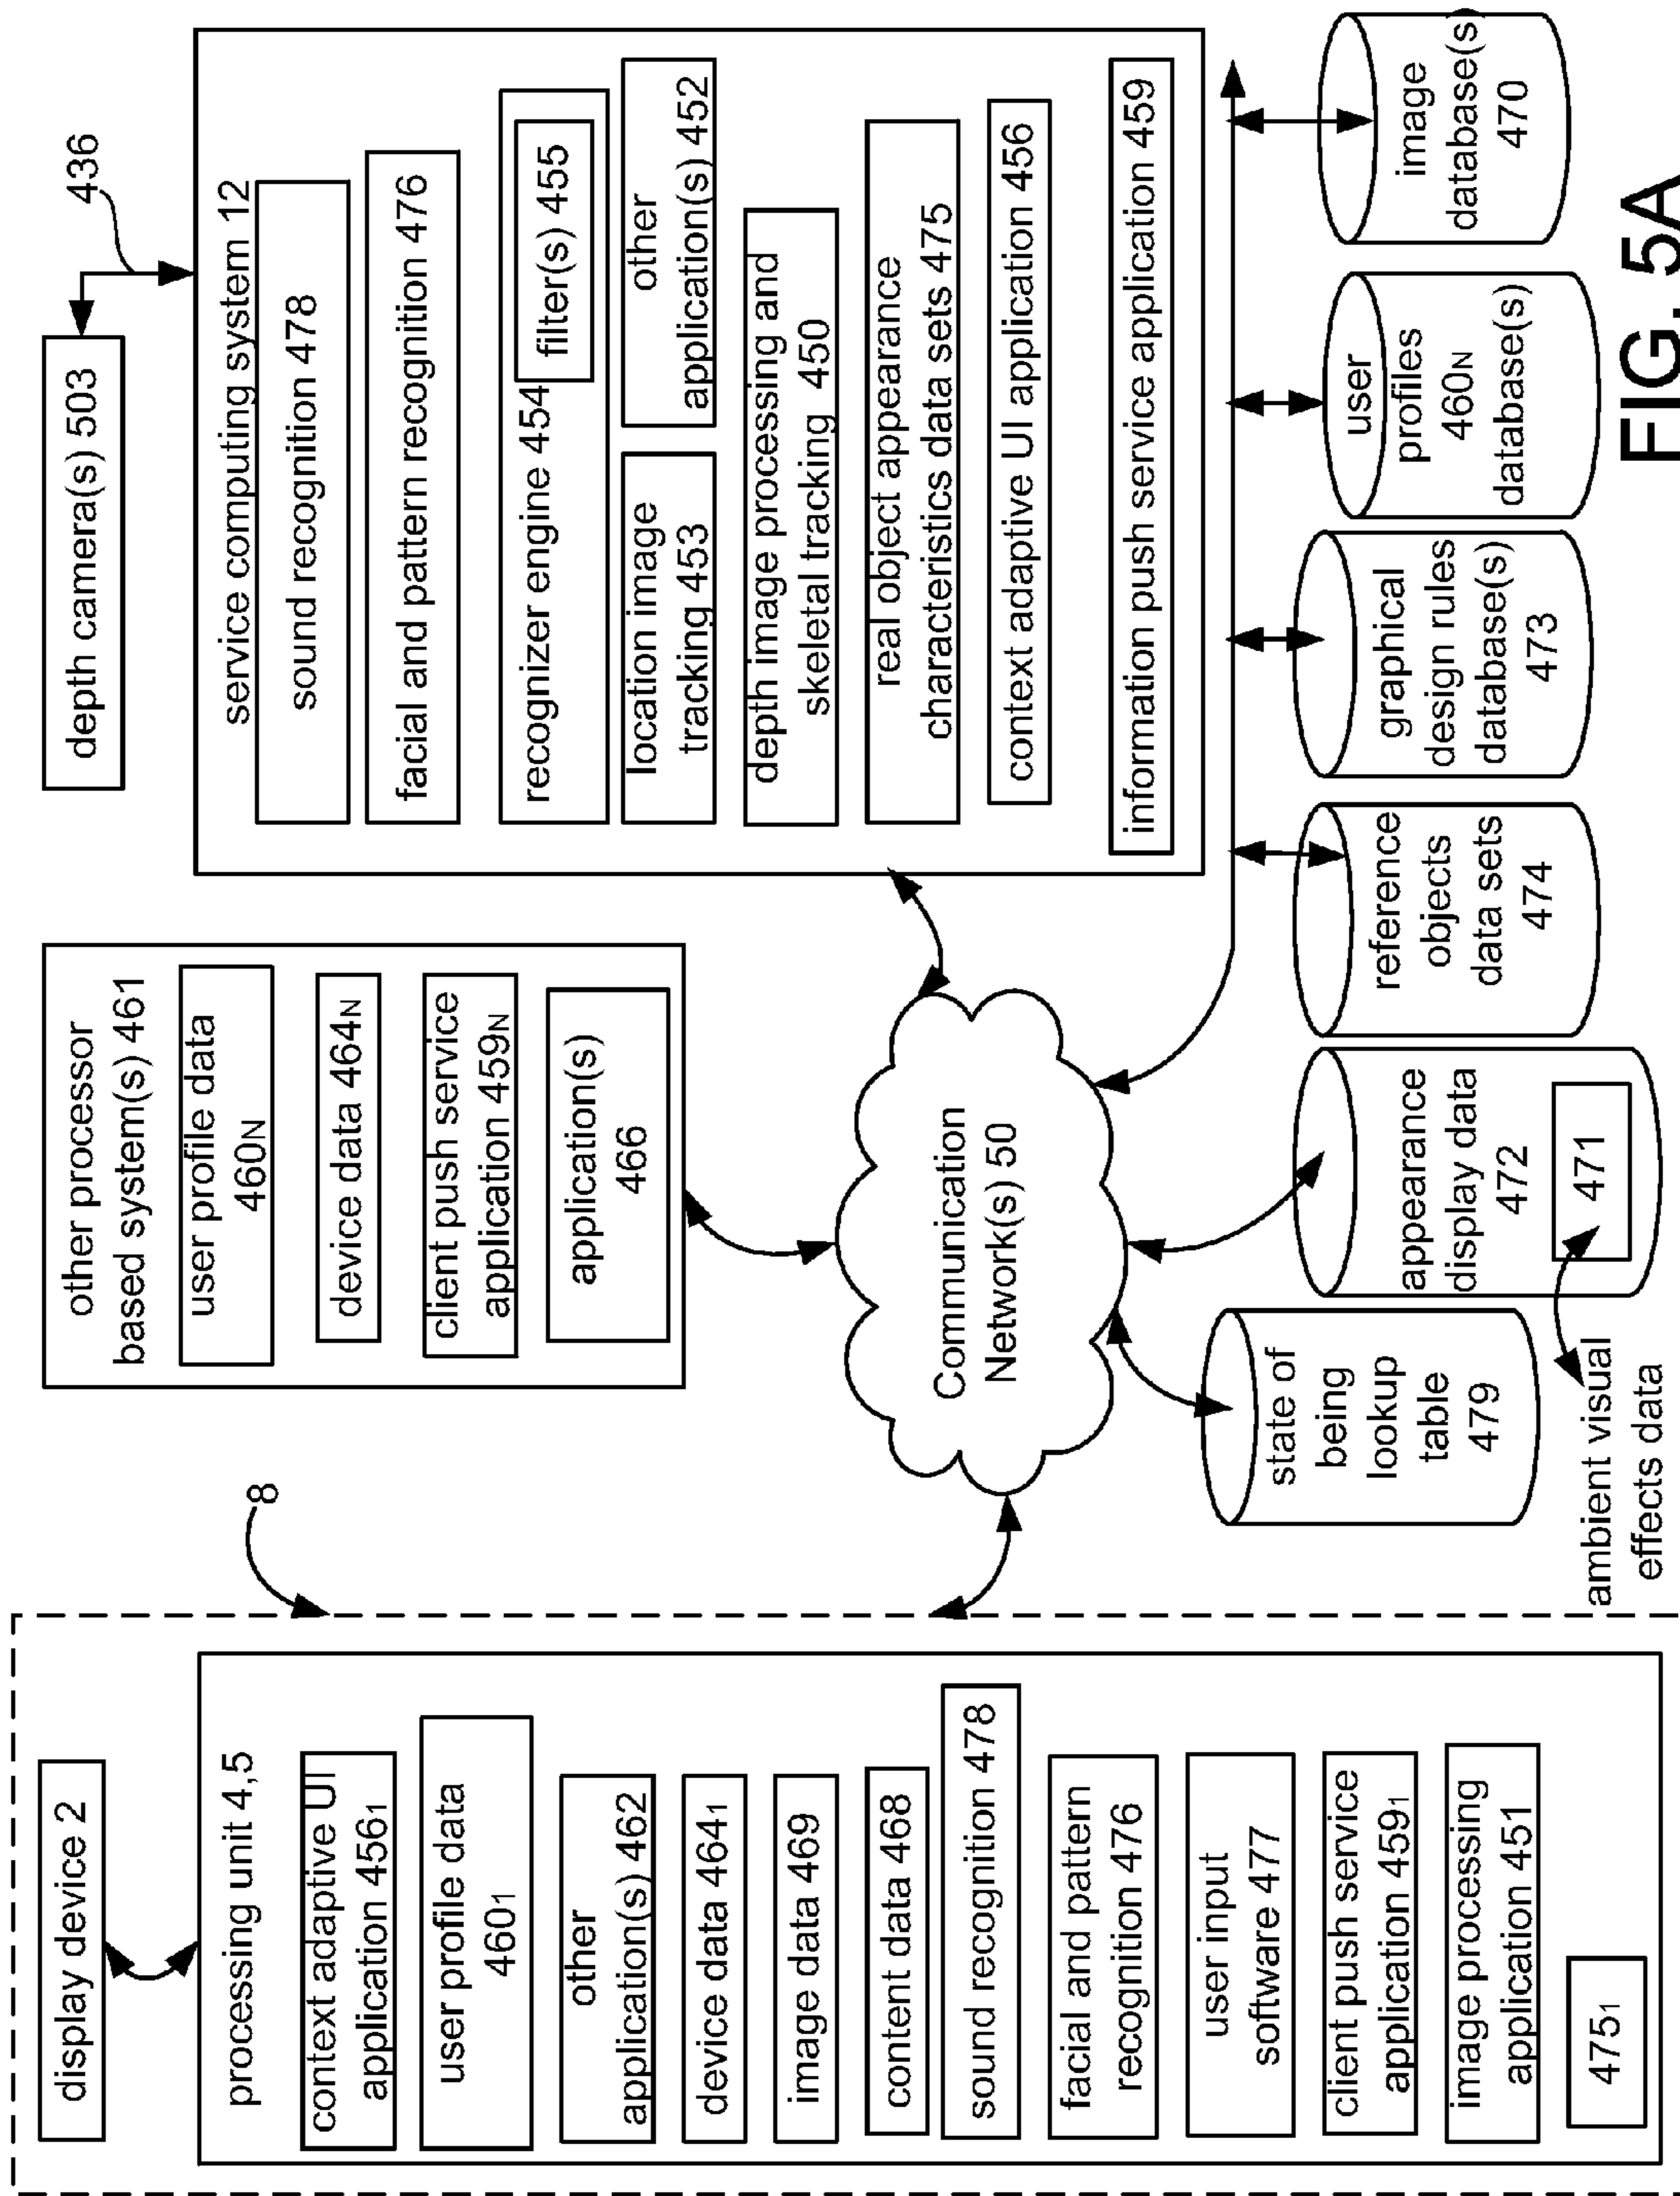 display device 2
8
processing unit 4,5
context adaptive UI
application 456₁
user profile data
460₁
other
application(s) 462
device data 464₁
image data 469
content data 468
sound recognition 478
facial and pattern
recognition 476
user input
software 477
client push service
application 459₁
image processing
application 451
475₁
other processor
based system(s) 461
user profile data
460N
device data 464N
client push service
application 459N
application(s)
466
Communication
Network(s) 50
depth camera(s) 503
436
service computing system 12
sound recognition 478
facial and pattern recognition 476
recognizer engine 454
filter(s) 455
location image
tracking 453
other
application(s) 452
depth image processing and
skeletal tracking 450
real object appearance
characteristics data sets 475
context adaptive UI application 456
information push service application 459
state of
being
lookup
table
479
ambient visual
effects data
appearance
display data
472
471
reference
objects
data sets
474
graphical
design rules
database(s)
473
user
profiles
460N
database(s)
image
database(s)
470
FIG. 5A